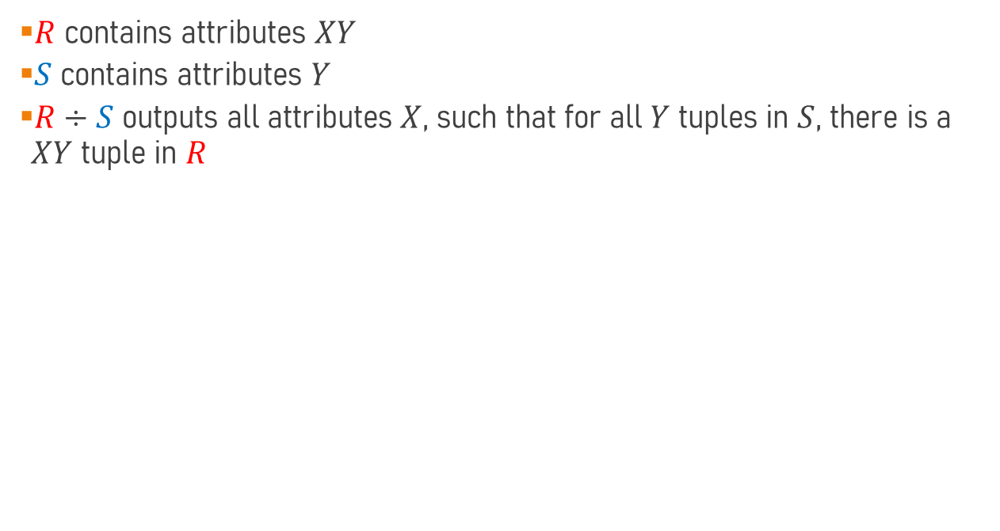 ▪R contains attributes XY
▪S contains attributes Y
▪R ÷ S outputs all attributes X, such that for all Y tuples in S, there is a
XY tuple in R